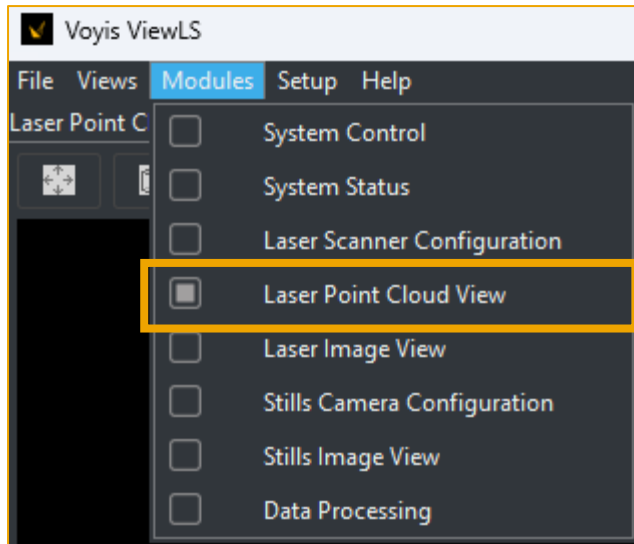 Voyis ViewLS
File Views Modules Setup Help
Laser Point C
System Control
System Status
Laser Scanner Configuration
Laser Point Cloud View
Laser Image View
Stills Camera Configuration
Stills Image View
Data Processing